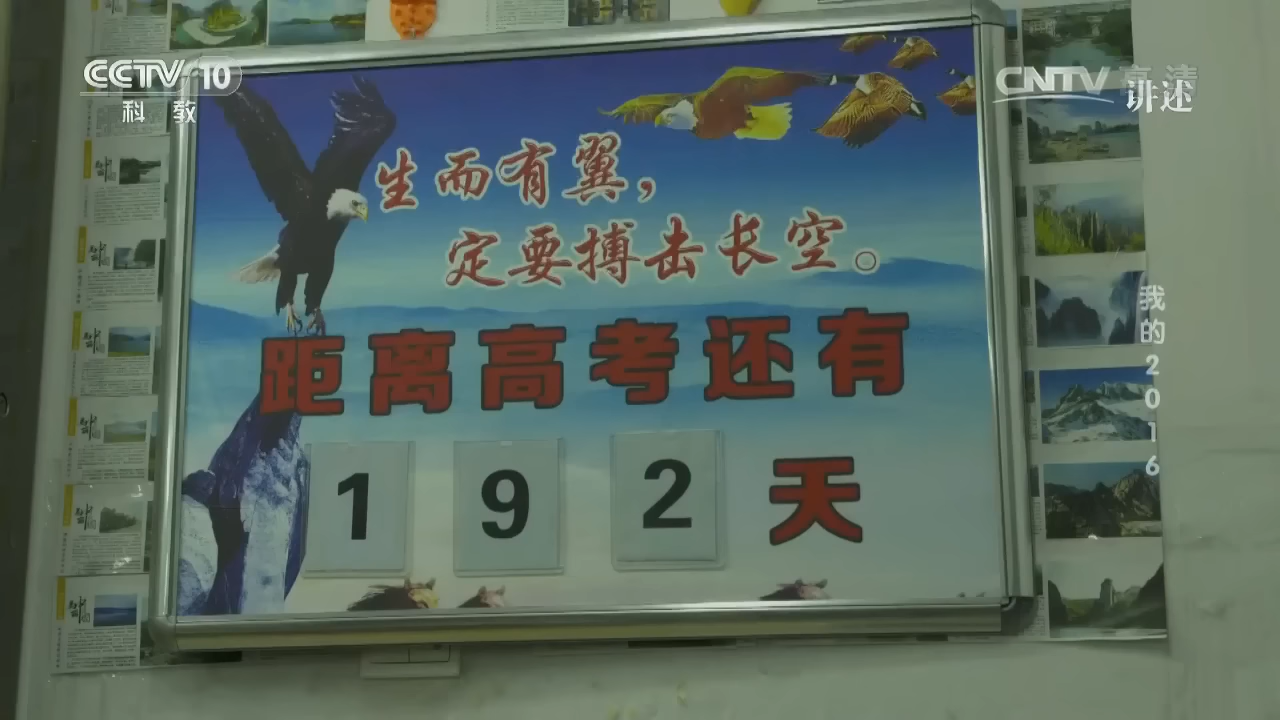 CCTV 10
科教
CNTV 高清
讲述
生而有翼，
定要搏击长空。
距离高考还有
192天
我的2016